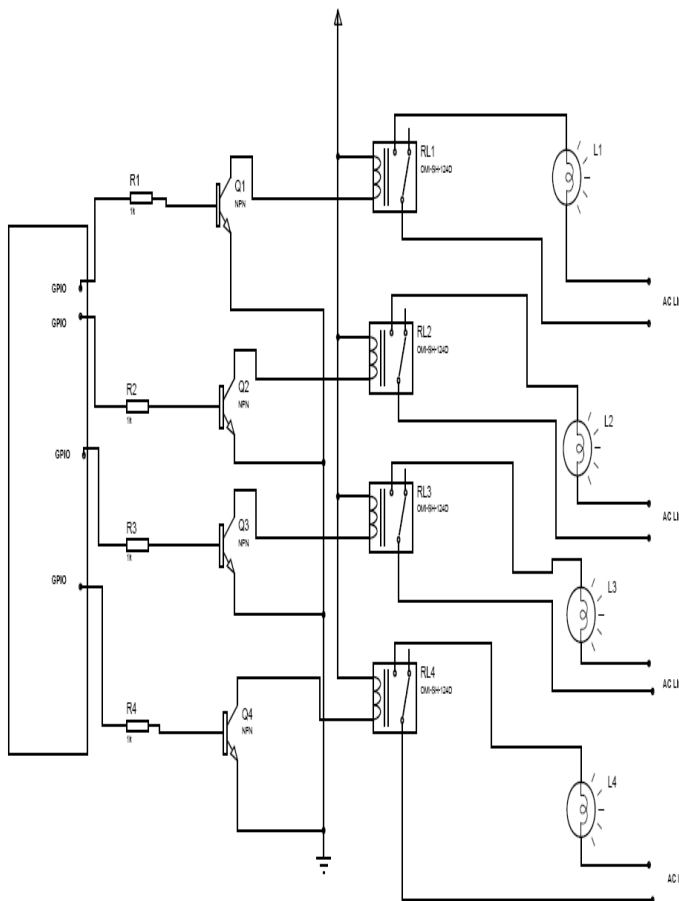 RL1
OMI-SH-124D
L1
R1
1k
Q1
NPN
GPIO
GPIO
AC LI
RL2
OMI-SH-124D
R2
1k
Q2
NPN
L2
GPIO
RL3
OMI-SH-124D
AC LI
R3
1k
Q3
NPN
GPIO
L3
RL4
OMI-SH-124D
AC LI
R4
1k
Q4
NPN
L4
AC L